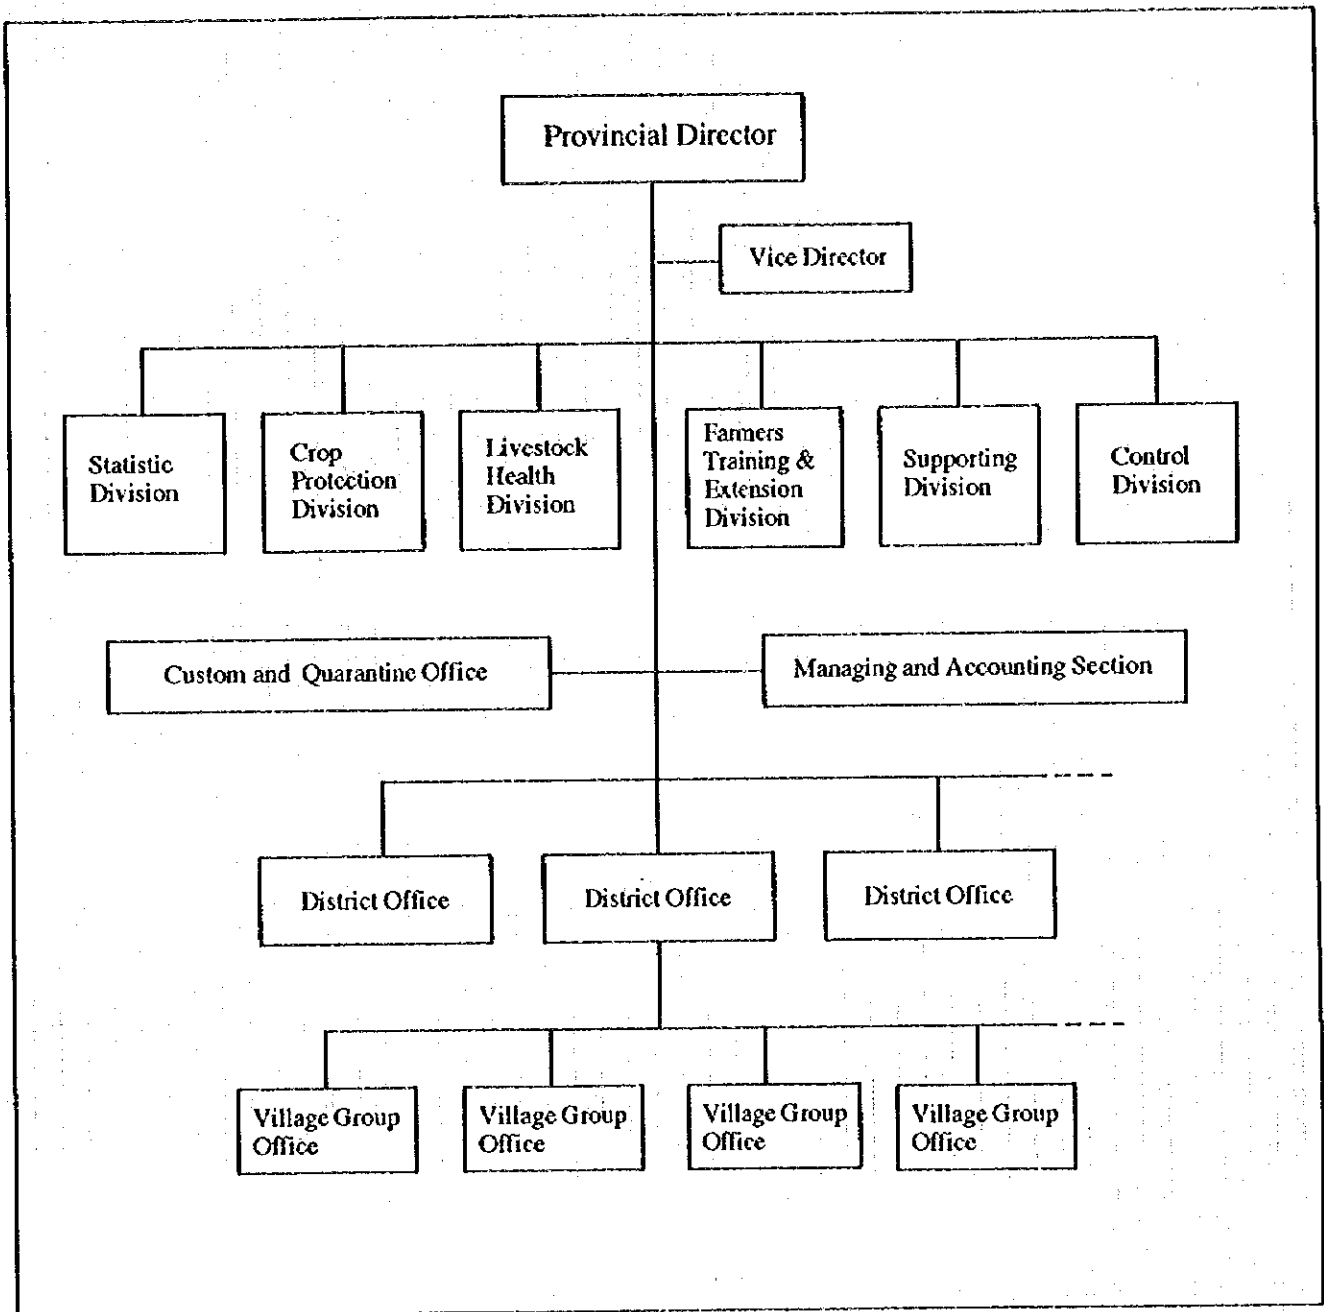 Provincial Director
Vice Director
Statistic
Division
Crop
Protection
Division
Livestock
Health
Division
Farmers
Training &
Extension
Division
Supporting
Division
Control
Division
Custom and Quarantine Office
Managing and Accounting Section
District Office
District Office
District Office
Village Group
Office
Village Group
Office
Village Group
Office
Village Group
Office